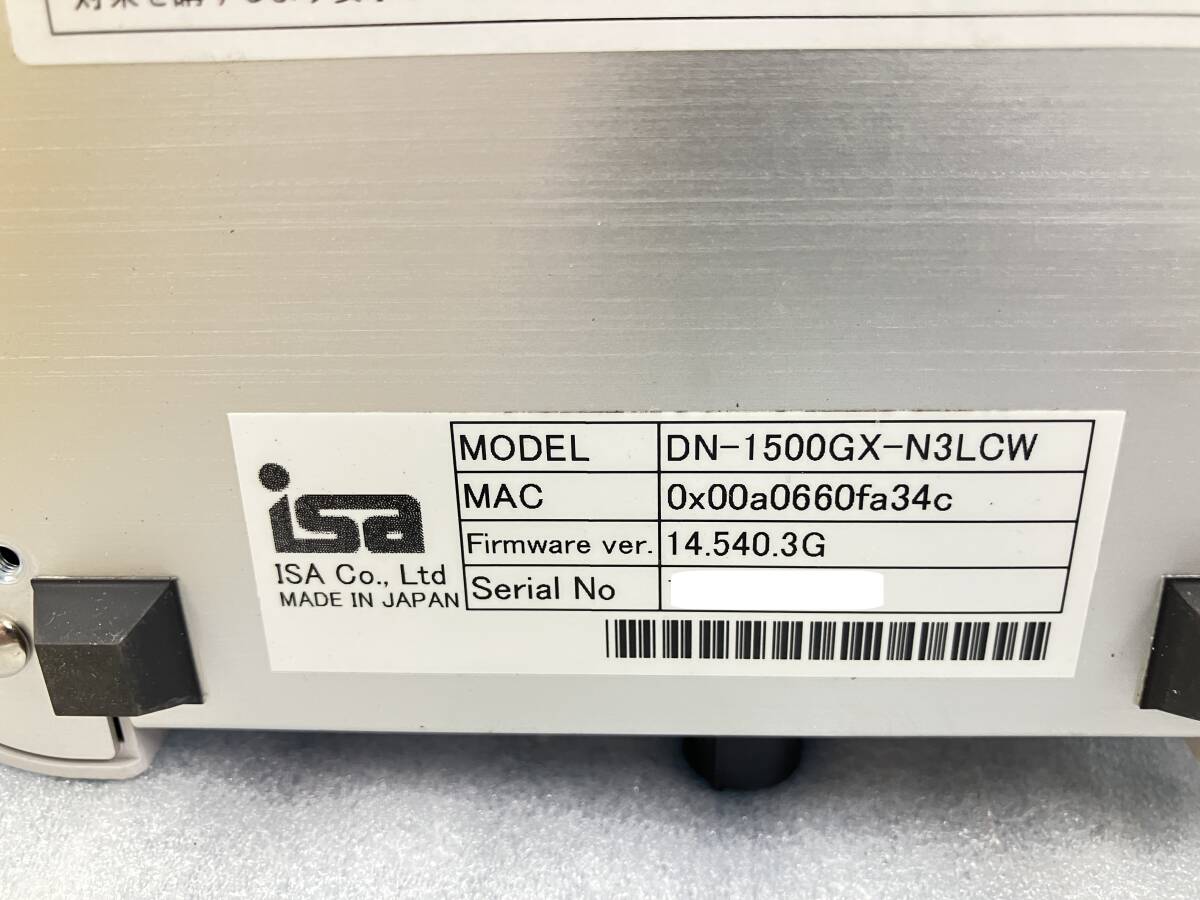 isa
ISA Co., Ltd
MADE IN JAPAN
MODEL DN-1500GX-N3LCW
MAC 0x00a0660fa34c
Firmware ver. 14.540.3G
Serial No